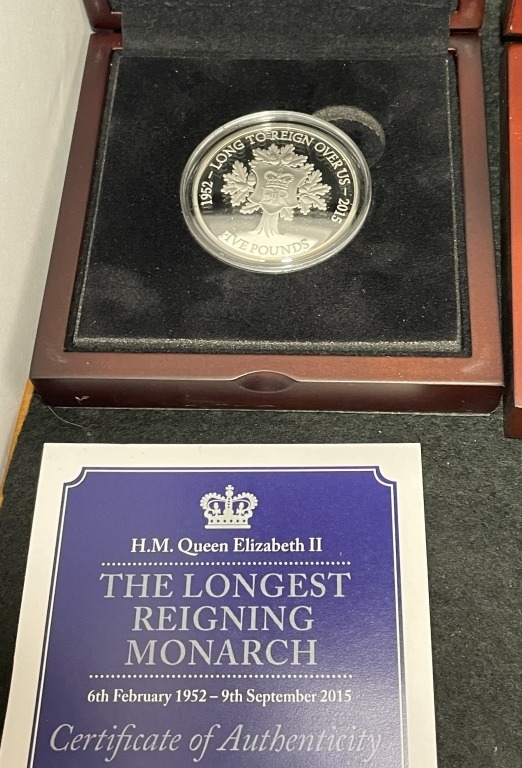 1952 – LONG TO REIGN OVER US – 2015
FIVE POUNDS
H.M. Queen Elizabeth II
THE LONGEST
REIGNING
MONARCH
6th February 1952 – 9th September 2015
Certificate of Authenticity